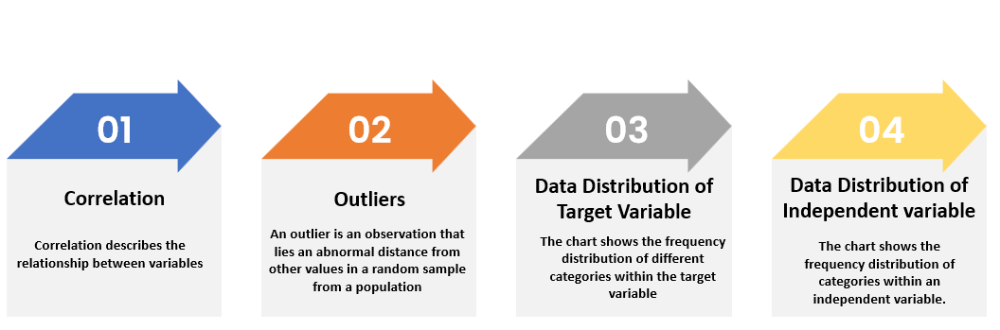 01
Correlation
Correlation describes the
relationship between variables
02
Outliers
An outlier is an observation that
lies an abnormal distance from
other values in a random sample
from a population
03
Data Distribution of
Target Variable
The chart shows the frequency
distribution of different
categories within the target
variable
04
Data Distribution of
Independent variable
The chart shows the
frequency distribution of
categories within an
independent variable.